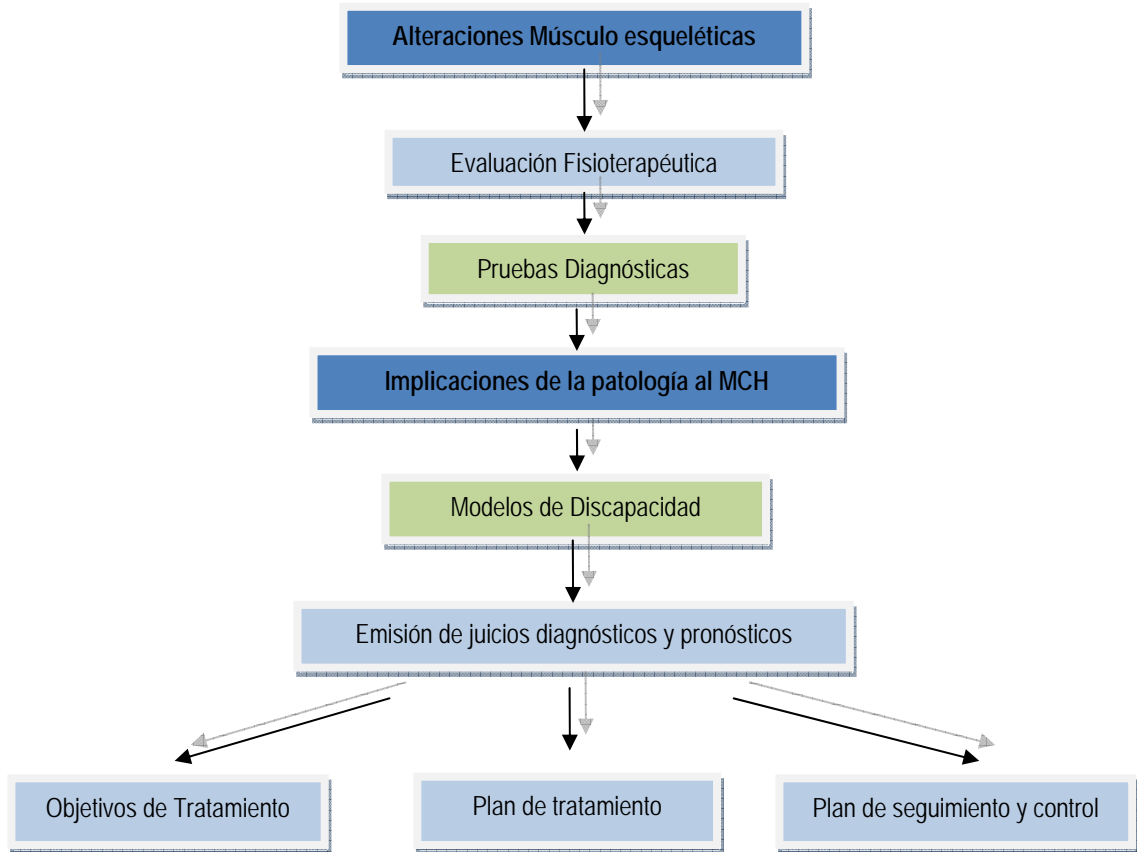 Alteraciones Músculo esqueléticas
Evaluación Fisioterapéutica
Pruebas Diagnósticas
Implicaciones de la patología al MCH
Modelos de Discapacidad
Emisión de juicios diagnósticos y pronósticos
Objetivos de Tratamiento
Plan de tratamiento
Plan de seguimiento y control